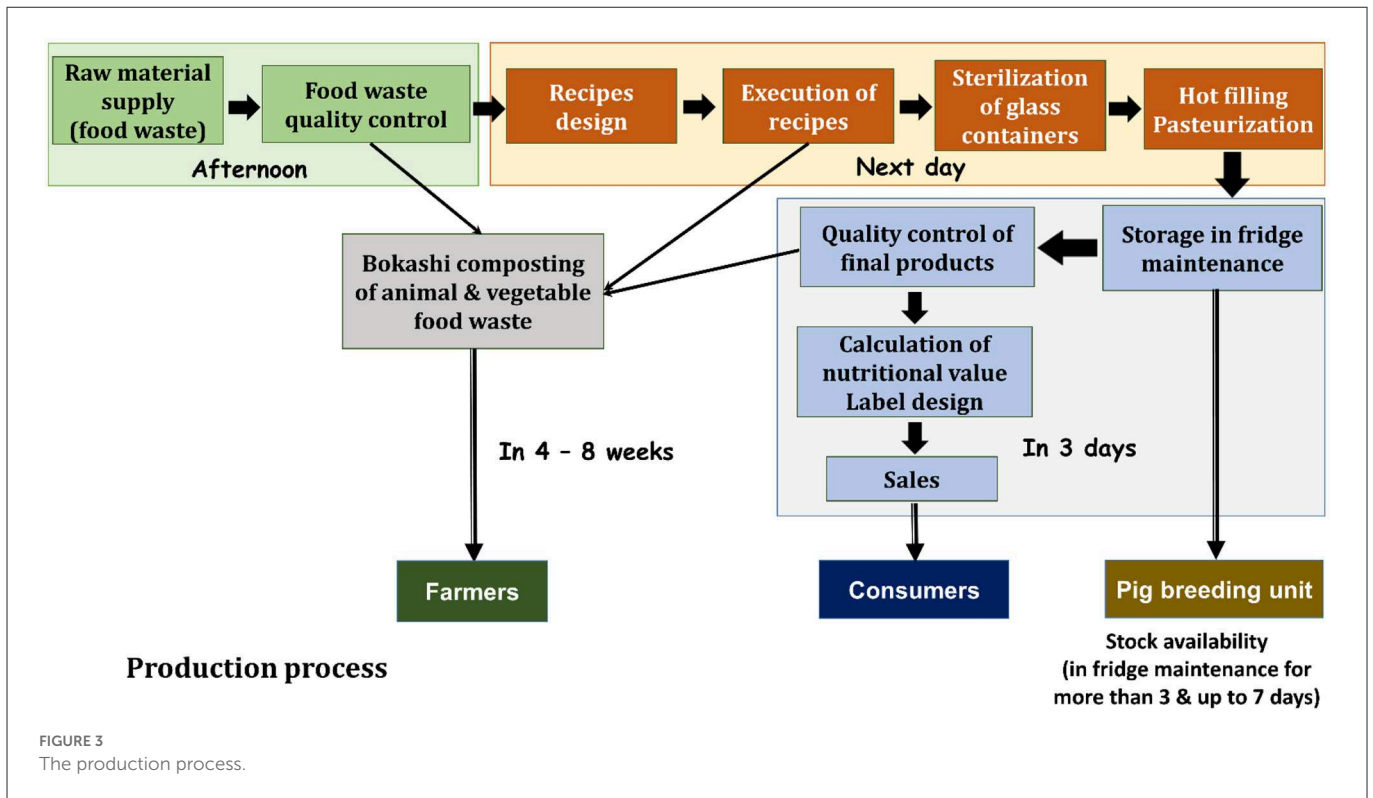 Raw material
supply
(food waste)
Food waste
quality control
Afternoon
Recipes
design
Execution of
recipes
Sterilization
of glass
containers
Hot filling
Pasteurization
Next day
Bokashi composting
of animal & vegetable
food waste
Quality control of
final products
Storage in fridge
maintenance
Calculation of
nutritional value
Label design
In 4 - 8 weeks
In 3 days
Sales
Farmers
Consumers
Pig breeding unit
Stock availability
(in fridge maintenance for
more than 3 & up to 7 days)
Production process
FIGURE 3
The production process.